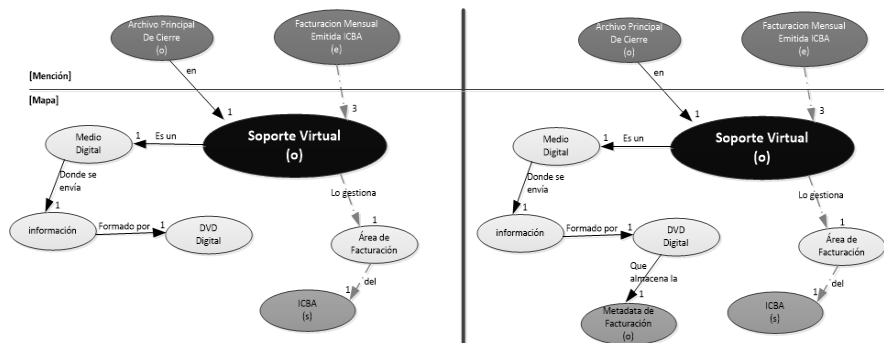 Archivo Principal
De Cierre
(o)
Facturacion Mensual
Emitida ICBA
(e)
en
[Mención]
[Mapa]
1
3
Soporte Virtual
(o)
Es un
1
Medio
Digital
Donde se
envía
1
información
Formado por
1
DVD
Digital
Lo gestiona
1
Área de
Facturación
del
1
ICBA
(s)
Archivo Principal
De Cierre
(o)
Facturacion Mensual
Emitida ICBA
(e)
en
1
3
Soporte Virtual
(o)
Es un
1
Medio
Digital
Donde se
envía
1
información
Formado por
1
DVD
Digital
Que
almacena la
1
Metadata de
Facturación
(o)
Lo gestiona
1
Área de
Facturación
del
1
ICBA
(s)